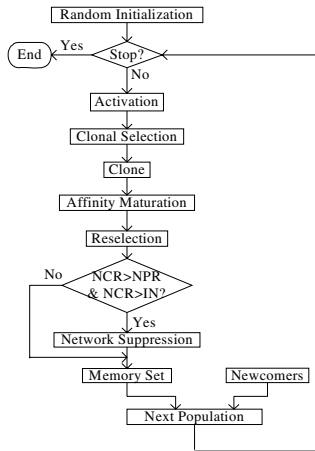 Random Initialization
Yes
End
Stop?
No
Activation
Clonal Selection
Clone
Affinity Maturation
Reselection
No
NCR>NPR
& NCR>IN?
Yes
Network Suppression
Memory Set
Newcomers
Next Population